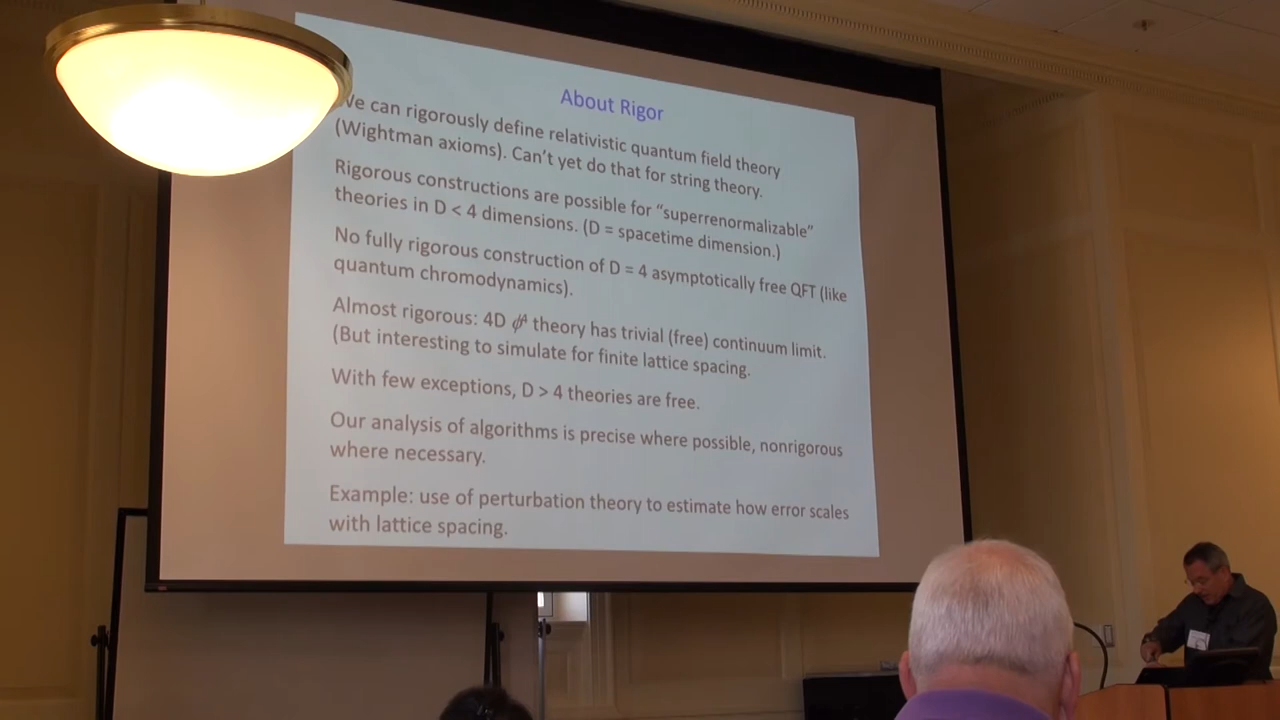 About Rigor
We can rigorously define relativistic quantum field theory
(Wightman axioms). Can't yet do that for string theory.
Rigorous constructions are possible for "superrenormalizable"
theories in D < 4 dimensions. (D = spacetime dimension.)
No fully rigorous construction of D = 4 asymptotically free QFT (like
quantum chromodynamics).
Almost rigorous: 4D ϕ⁴ theory has trivial (free) continuum limit.
(But interesting to simulate for finite lattice spacing.
With few exceptions, D > 4 theories are free.
Our analysis of algorithms is precise where possible, nonrigorous
where necessary.
Example: use of perturbation theory to estimate how error scales
with lattice spacing.